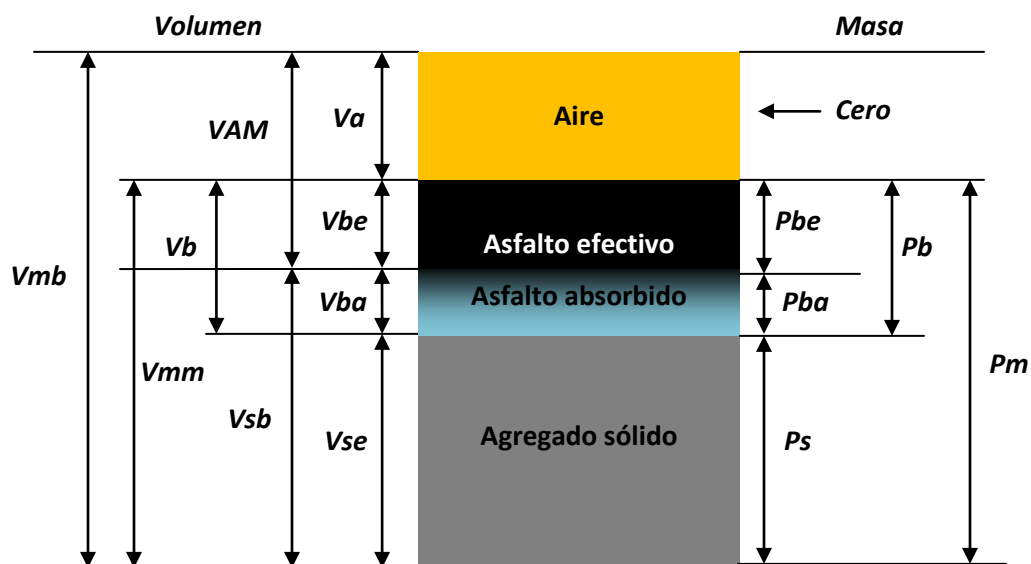 Volumen
Masa
Aire
Cero
Va
VAM
Vbe
Pbe
Asfalto efectivo
Vb
Pb
Vmb
Vba
Asfalto absorbido
Pba
Vmm
Pm
Vsb
Vse
Agregado sólido
Ps